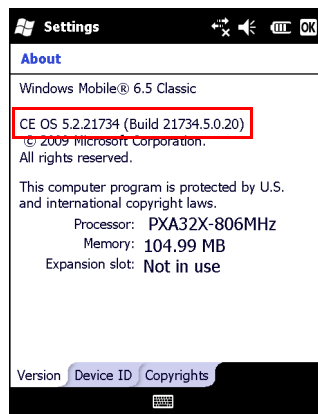 Settings
OK
About
Windows Mobile® 6.5 Classic
CE OS 5.2.21734 (Build 21734.5.0.20)
© 2009 Microsoft Corporation.
All rights reserved.
This computer program is protected by U.S.
and international copyright laws.
Processor: PXA32X-806MHz
Memory: 104.99 MB
Expansion slot: Not in use
Version Device ID Copyrights